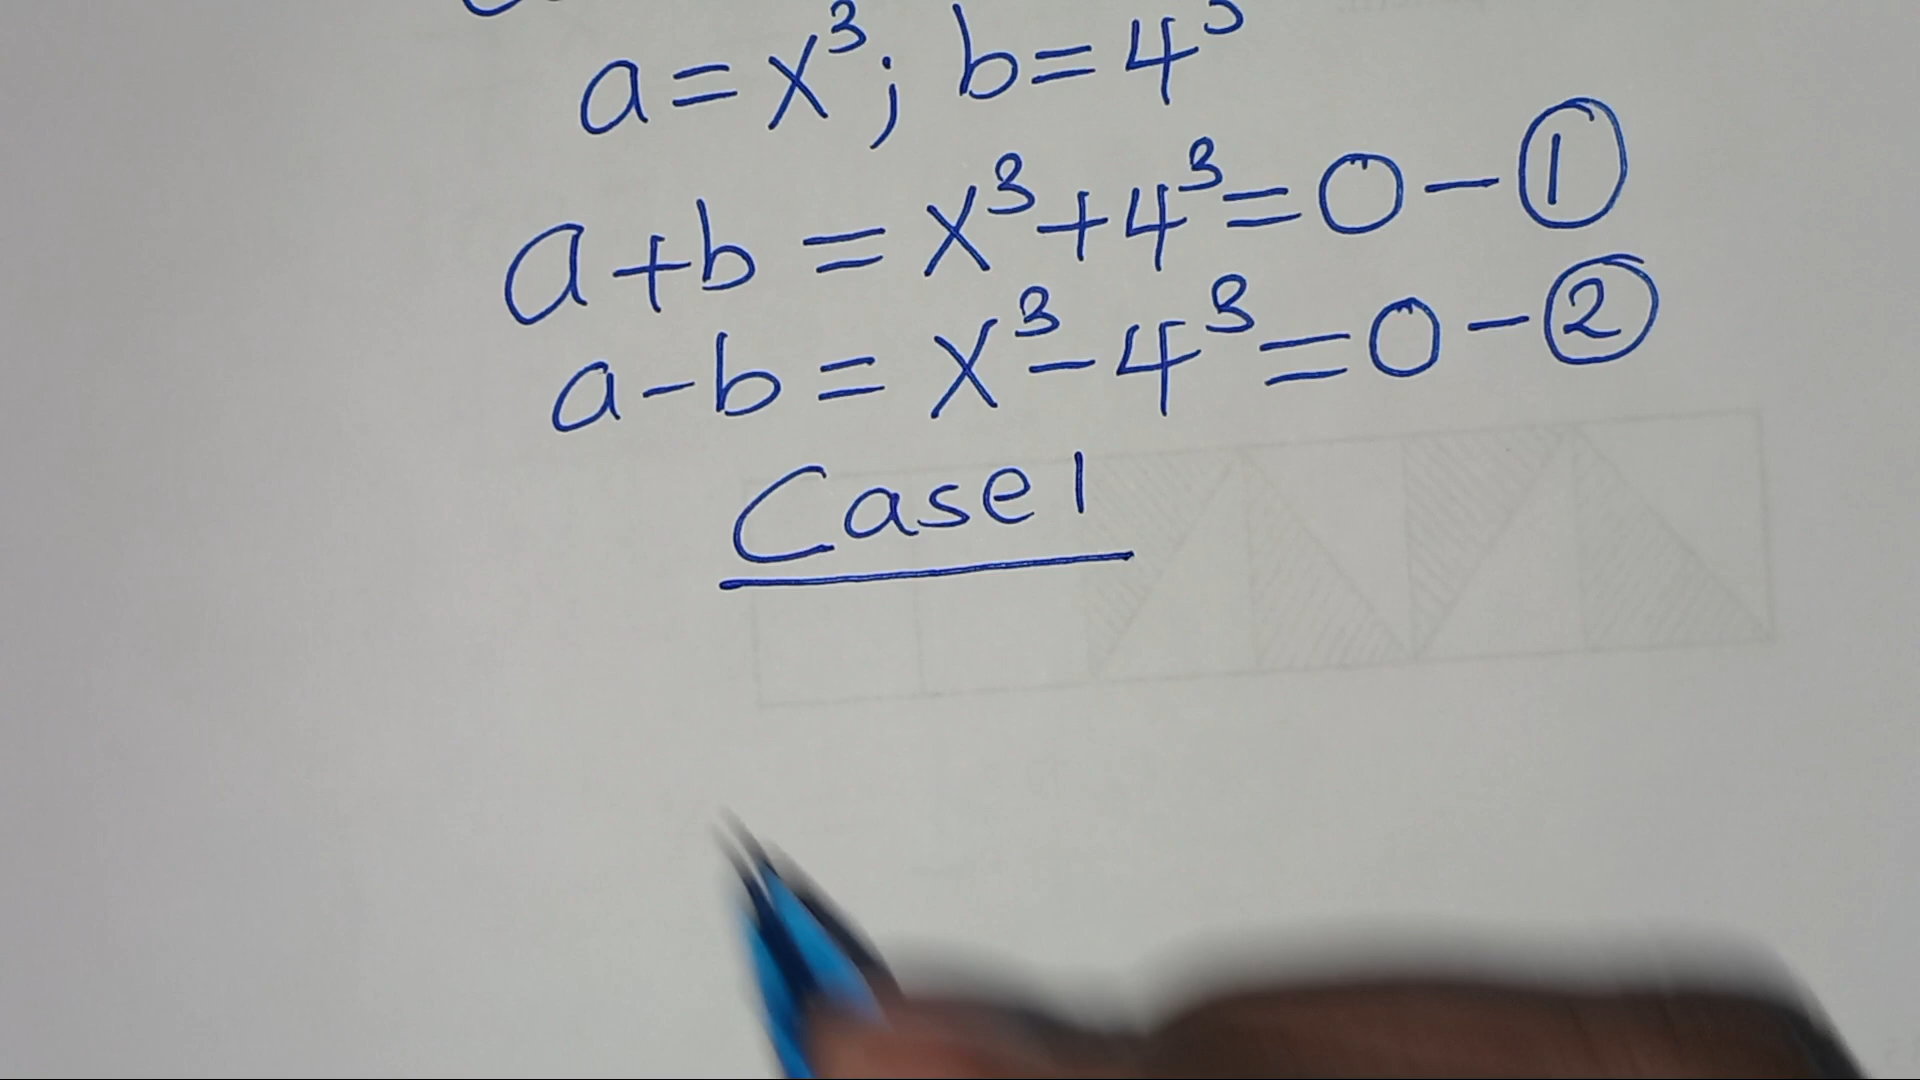 a = x³; b = 4³
a + b = x³ + 4³ = 0 - ①
a - b = x³ - 4³ = 0 - ②
Case 1